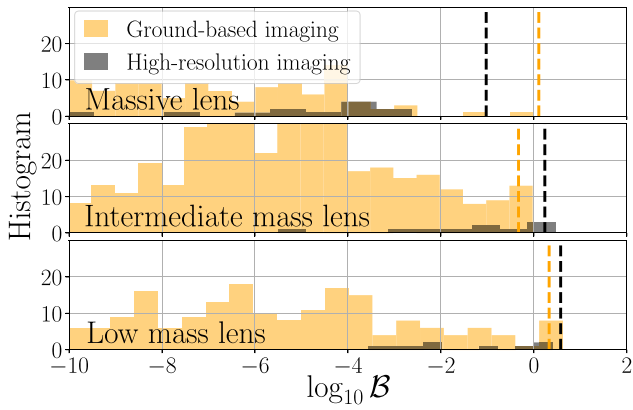 Ground-based imaging
High-resolution imaging
20
10
0
Massive lens
20
10
0
Intermediate mass lens
20
10
0
Low mass lens
Histogram
−10 −8 −6 −4 −2 0 2
log₁₀ ℬ